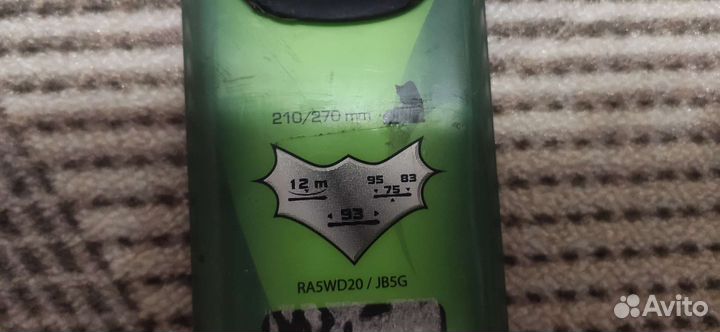 210/270 mm
95 83
12 m 75
93
RA5WD20 / JB5G
Avito